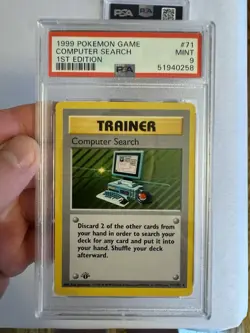 PSA
1999 POKEMON GAME #71
COMPUTER SEARCH MINT
1ST EDITION 9
PSA 51940258
TRAINER
Computer Search
Discard 2 of the other cards from
your hand in order to search your
deck for any card and put it into
your hand. Shuffle your deck
afterward.